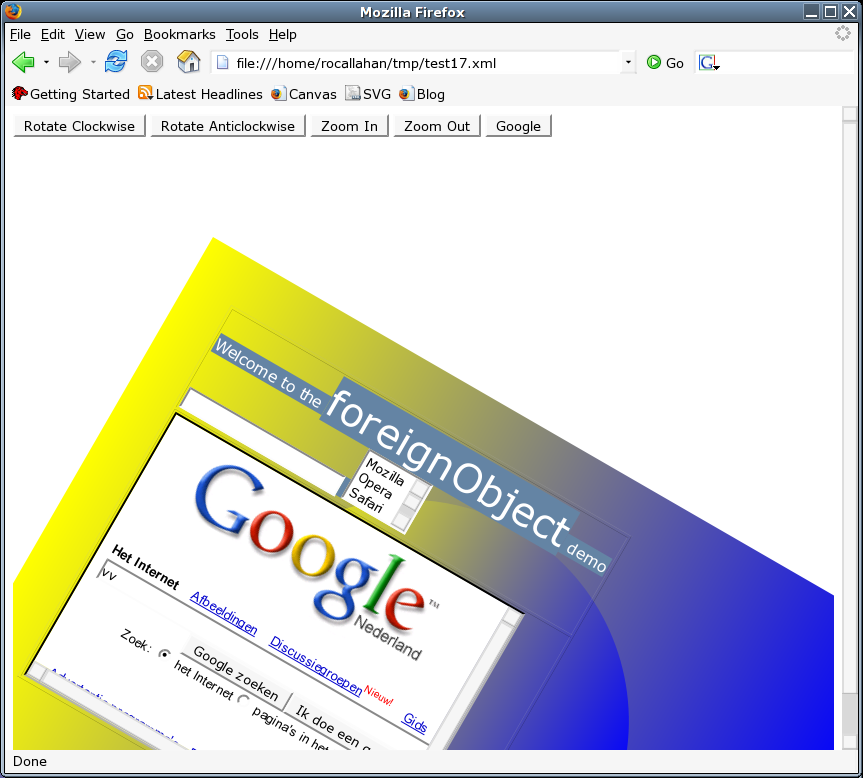 Mozilla Firefox
File Edit View Go Bookmarks Tools Help
file:///home/rocallahan/tmp/test17.xml Go G
Getting Started Latest Headlines Canvas SVG Blog
Rotate Clockwise Rotate Anticlockwise Zoom In Zoom Out Google
Welcome to the foreignObject demo
Mozilla
Opera
Safari
Google™
Nederland
Het Internet Afbeeldingen Discussiegroepen Nieuw! Gids
vv
Google zoeken Ik doe een g
Zoek: het Internet pagina's in het
Done